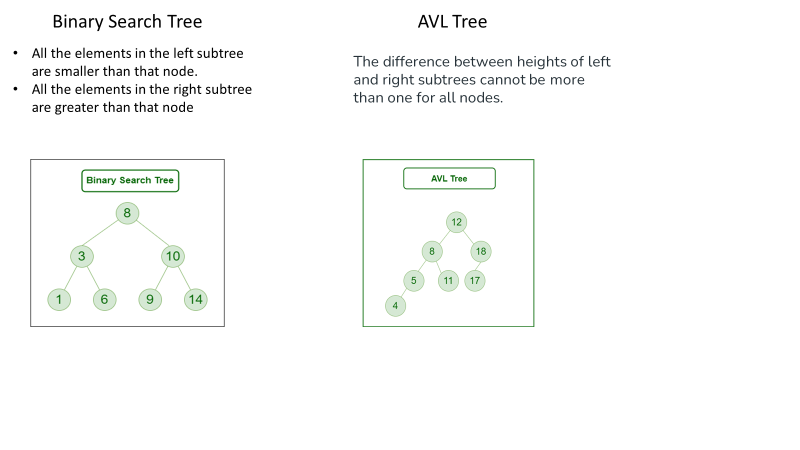 Binary Search Tree
• All the elements in the left subtree
are smaller than that node.
• All the elements in the right subtree
are greater than that node
Binary Search Tree
8
3 10
1 6 9 14
AVL Tree
The difference between heights of left
and right subtrees cannot be more
than one for all nodes.
AVL Tree
12
8 18
5 11 17
4